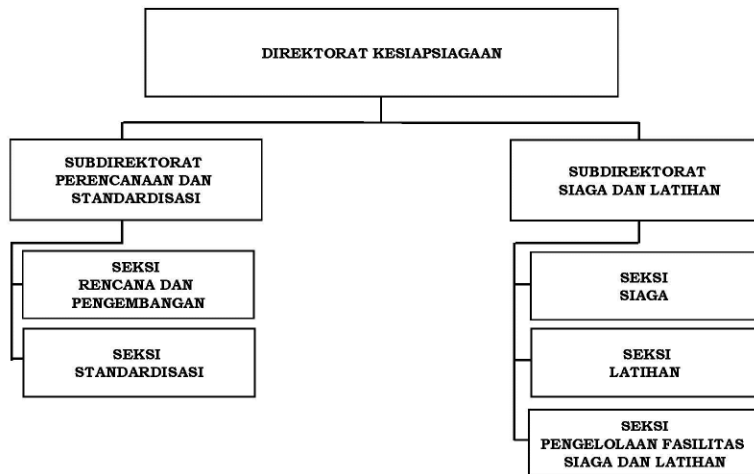 DIREKTORAT KESIAPSIAGAAN
SUBDIREKTORAT
PERENCANAAN DAN
STANDARDISASI
SEKSI
RENCANA DAN
PENGEMBANGAN
SEKSI
STANDARDISASI
SUBDIREKTORAT
SIAGA DAN LATIHAN
SEKSI
SIAGA
SEKSI
LATIHAN
SEKSI
PENGELOLAAN FASILITAS
SIAGA DAN LATIHAN